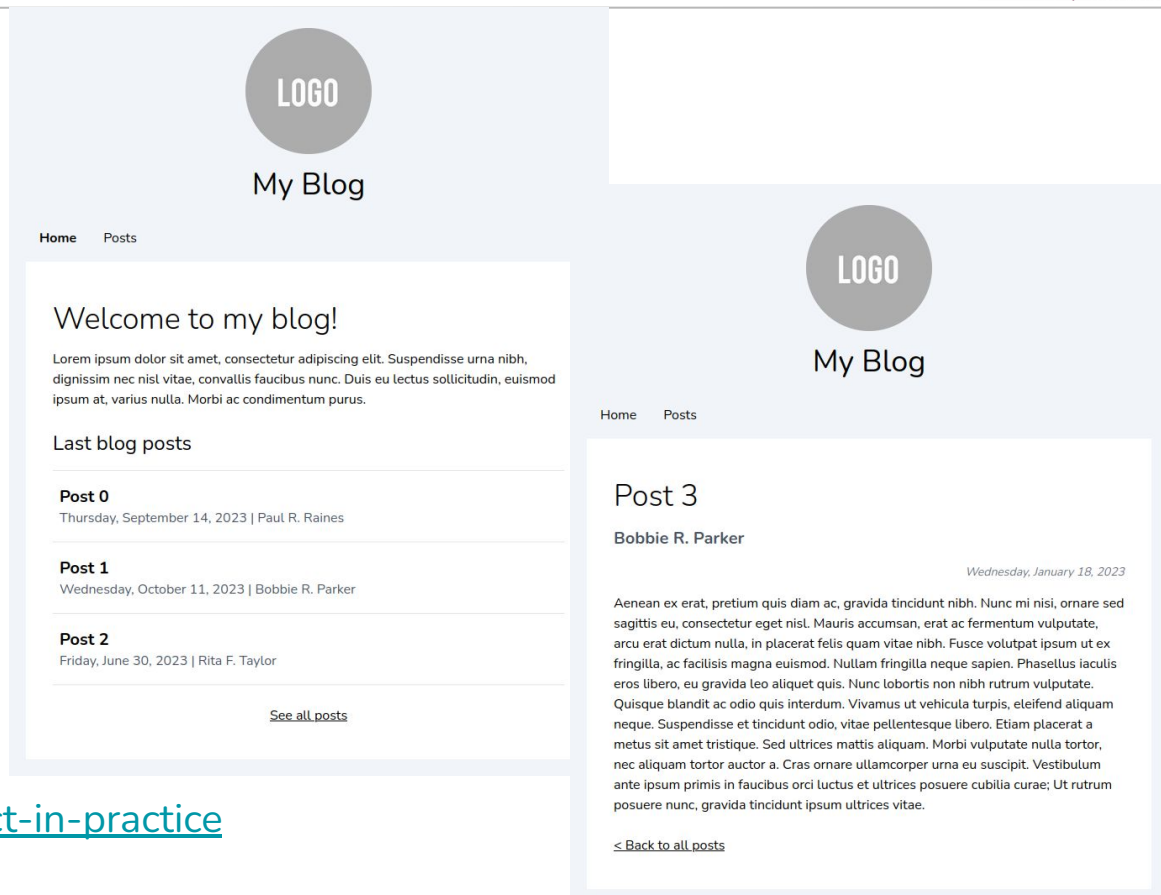 LOGO
My Blog
Home Posts
Welcome to my blog!
Lorem ipsum dolor sit amet, consectetur adipiscing elit. Suspendisse urna nibh,
dignissim nec nisl vitae, convallis faucibus nunc. Duis eu lectus sollicitudin, euismod
ipsum at, varius nulla. Morbi ac condimentum purus.
Last blog posts
Post 0
Thursday, September 14, 2023 | Paul R. Raines
Post 1
Wednesday, October 11, 2023 | Bobbie R. Parker
Post 2
Friday, June 30, 2023 | Rita F. Taylor
See all posts
LOGO
My Blog
Home Posts
Post 3
Bobbie R. Parker
Wednesday, January 18, 2023
Aenean ex erat, pretium quis diam ac, gravida tincidunt nibh. Nunc mi nisi, ornare sed
sagittis eu, consectetur eget nisl. Mauris accumsan, erat ac fermentum vulputate,
arcu erat dictum nulla, in placerat felis quam vitae nibh. Fusce volutpat ipsum ut ex
fringilla, ac facilisis magna euismod. Nullam fringilla neque sapien. Phasellus iaculis
eros libero, eu gravida leo aliquet quis. Nunc lobortis non nibh rutrum vulputate.
Quisque blandit ac odio quis interdum. Vivamus ut vehicula turpis, eleifend aliquam
neque. Suspendisse et tincidunt odio, vitae pellentesque libero. Etiam placerat a
metus sit amet tristique. Sed ultrices mattis aliquam. Morbi vulputate nulla tortor,
nec aliquam tortor auctor a. Cras ornare ullamcorper urna eu suscipit. Vestibulum
ante ipsum primis in faucibus orci luctus et ultrices posuere cubilia curae; Ut rutrum
posuere nunc, gravida tincidunt ipsum ultrices vitae.
< Back to all posts
t-in-practice